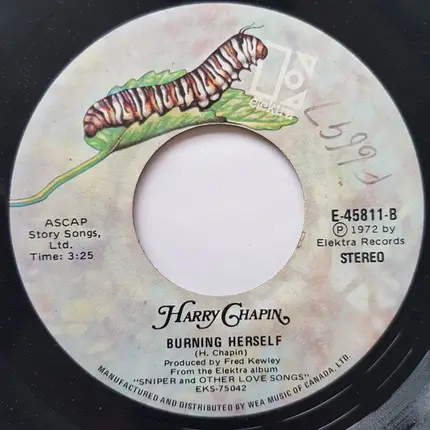 elektra
ASCAP
Story Songs,
Ltd.
Time: 3:25
E-45811-B
Ⓟ 1972 by
Elektra Records
STEREO
HARRY CHAPIN
BURNING HERSELF
(H. Chapin)
Produced by Fred Kewley
From the Elektra album
"SNIPER and OTHER LOVE SONGS"
EKS-75042
MANUFACTURED AND DISTRIBUTED BY WEA MUSIC OF CANADA, LTD.